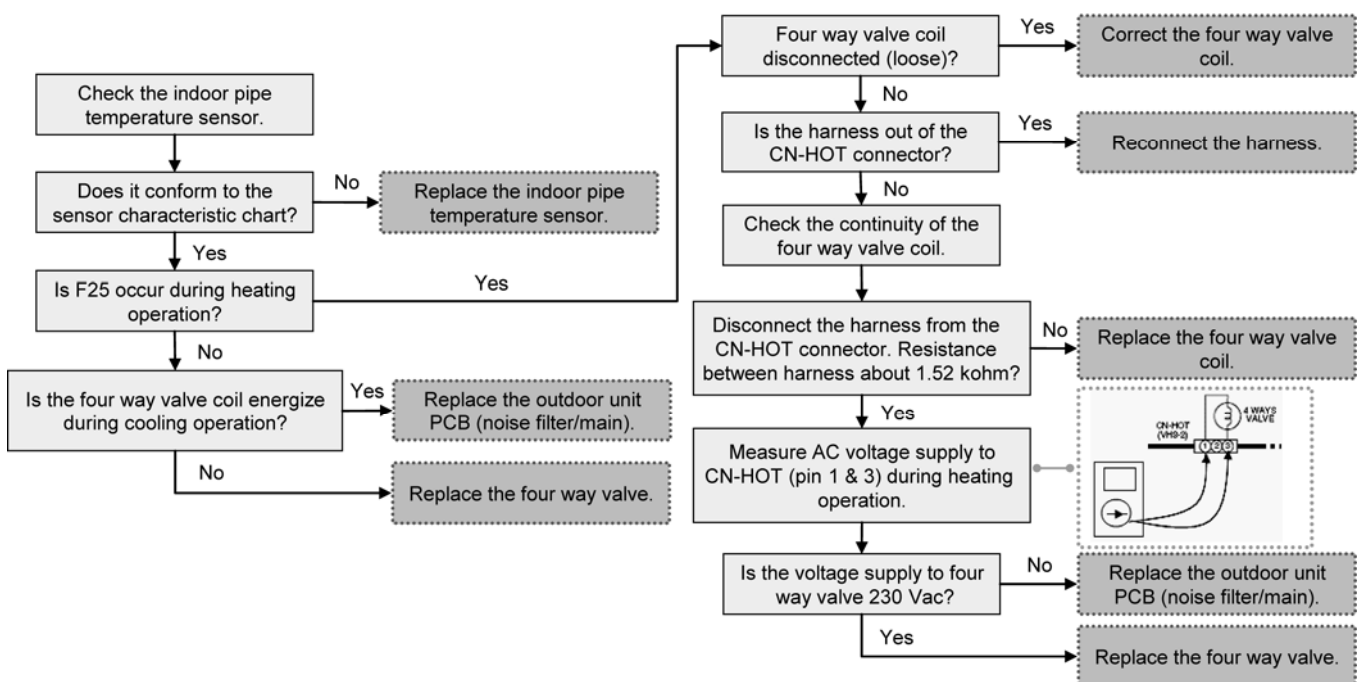 Check the indoor pipe
temperature sensor.
Does it conform to the
sensor characteristic chart?
No
Replace the indoor pipe
temperature sensor.
Yes
Is F25 occur during heating
operation?
Yes
No
Is the four way valve coil energize
during cooling operation?
Yes
Replace the outdoor unit
PCB (noise filter/main).
No
Replace the four way valve.
Four way valve coil
disconnected (loose)?
Yes
Correct the four way valve
coil.
No
Is the harness out of the
CN-HOT connector?
Yes
Reconnect the harness.
No
Check the continuity of the
four way valve coil.
Disconnect the harness from the
CN-HOT connector. Resistance
between harness about 1.52 kohm?
No
Replace the four way valve
coil.
Yes
Measure AC voltage supply to
CN-HOT (pin 1 & 3) during heating
operation.
4 WAYS
VALVE
CN-HOT
(VH9-2)
1 2 3
Is the voltage supply to four
way valve 230 Vac?
No
Replace the outdoor unit
PCB (noise filter/main).
Yes
Replace the four way valve.